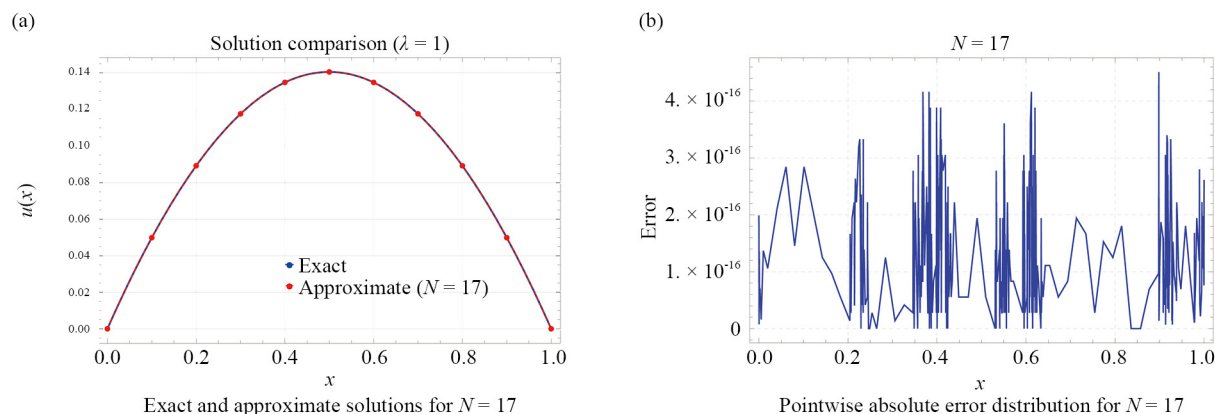 (a)
Solution comparison (λ = 1)
0.14
0.12
0.10
0.08
0.06
0.04
0.02
0.00
u(x)
Exact
Approximate (N = 17)
0.0 0.2 0.4 0.6 0.8 1.0
x
Exact and approximate solutions for N = 17
(b)
N = 17
4. × 10⁻¹⁶
3. × 10⁻¹⁶
2. × 10⁻¹⁶
1. × 10⁻¹⁶
0
Error
0.0 0.2 0.4 0.6 0.8 1.0
x
Pointwise absolute error distribution for N = 17